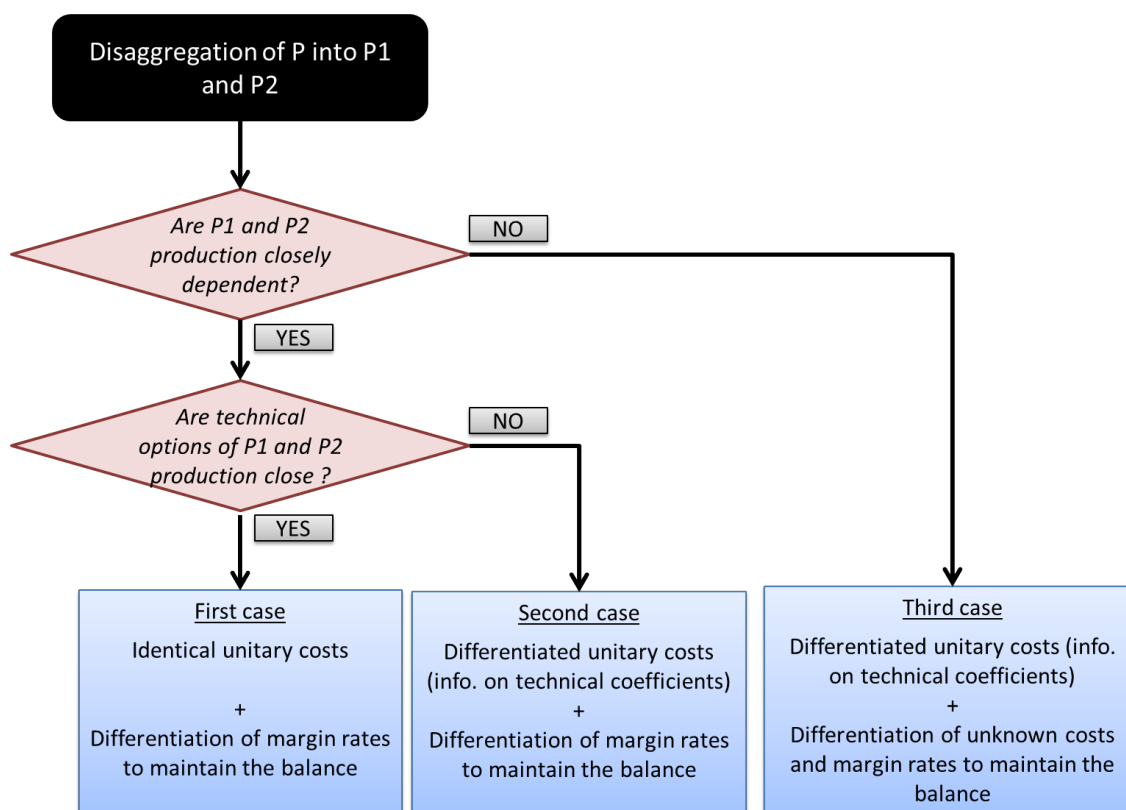 Disaggregation of P into P1
and P2
Are P1 and P2
production closely
dependent?
NO
YES
Are technical
options of P1 and P2
production close ?
NO
YES
First case
Identical unitary costs
+
Differentiation of margin rates
to maintain the balance
Second case
Differentiated unitary costs
(info. on technical coefficients)
+
Differentiation of margin rates
to maintain the balance
Third case
Differentiated unitary costs (info.
on technical coefficients)
+
Differentiation of unknown costs
and margin rates to maintain the
balance